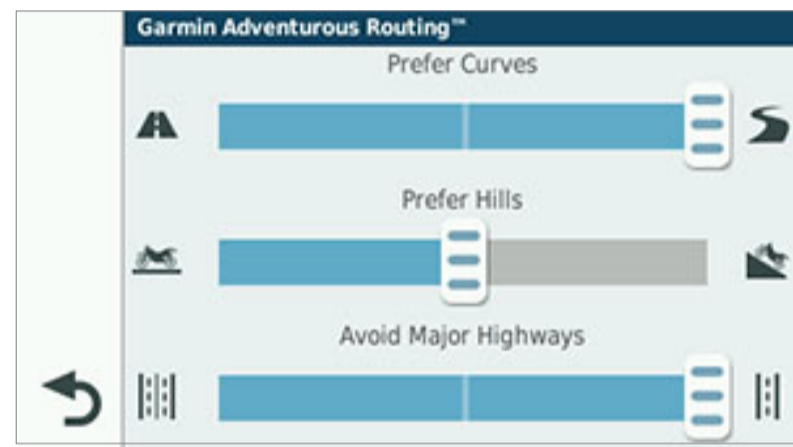 Garmin Adventurous Routing™
Prefer Curves
Prefer Hills
Avoid Major Highways